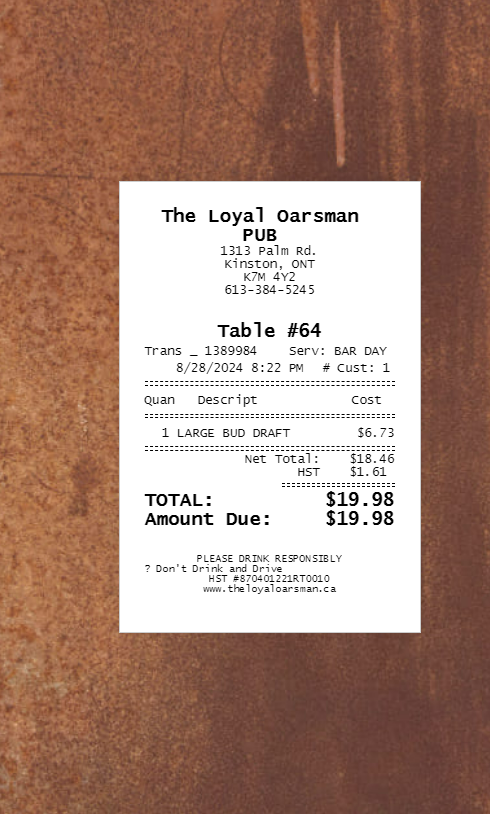 The Loyal Oarsman
PUB
1313 Palm Rd.
Kinston, ONT
K7M 4Y2
613-384-5245
Table #64
Trans _ 1389984 Serv: BAR DAY
8/28/2024 8:22 PM # Cust: 1
Quan Descript Cost
1 LARGE BUD DRAFT $6.73
Net Total: $18.46
HST $1.61
TOTAL: $19.98
Amount Due: $19.98
PLEASE DRINK RESPONSIBLY
? Don't Drink and Drive
HST #870401221RT0010
www.theloyaloarsman.ca